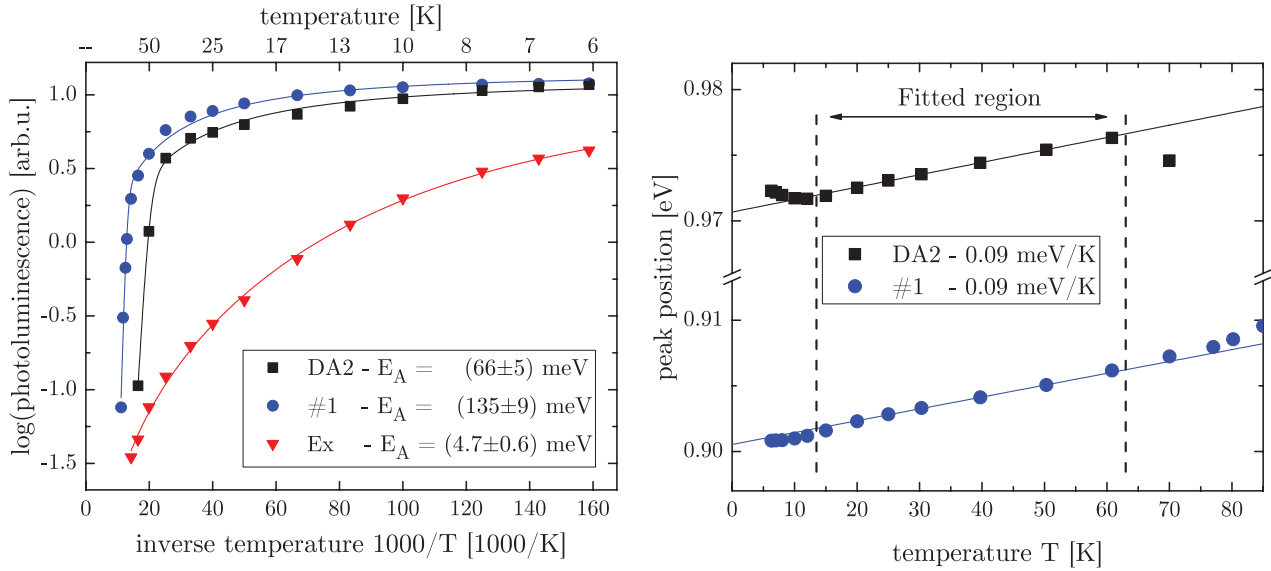 temperature [K]
-- 50 25 17 13 10 8 7 6
log(photoluminescence) [arb.u.]
1.0
0.5
0.0
-0.5
-1.0
-1.5
DA2 - E_A = (66±5) meV
#1 - E_A = (135±9) meV
Ex - E_A = (4.7±0.6) meV
0 20 40 60 80 100 120 140 160
inverse temperature 1000/T [1000/K]
peak position [eV]
0.98
0.97
0.91
0.90
Fitted region
DA2 - 0.09 meV/K
#1 - 0.09 meV/K
0 10 20 30 40 50 60 70 80
temperature T [K]